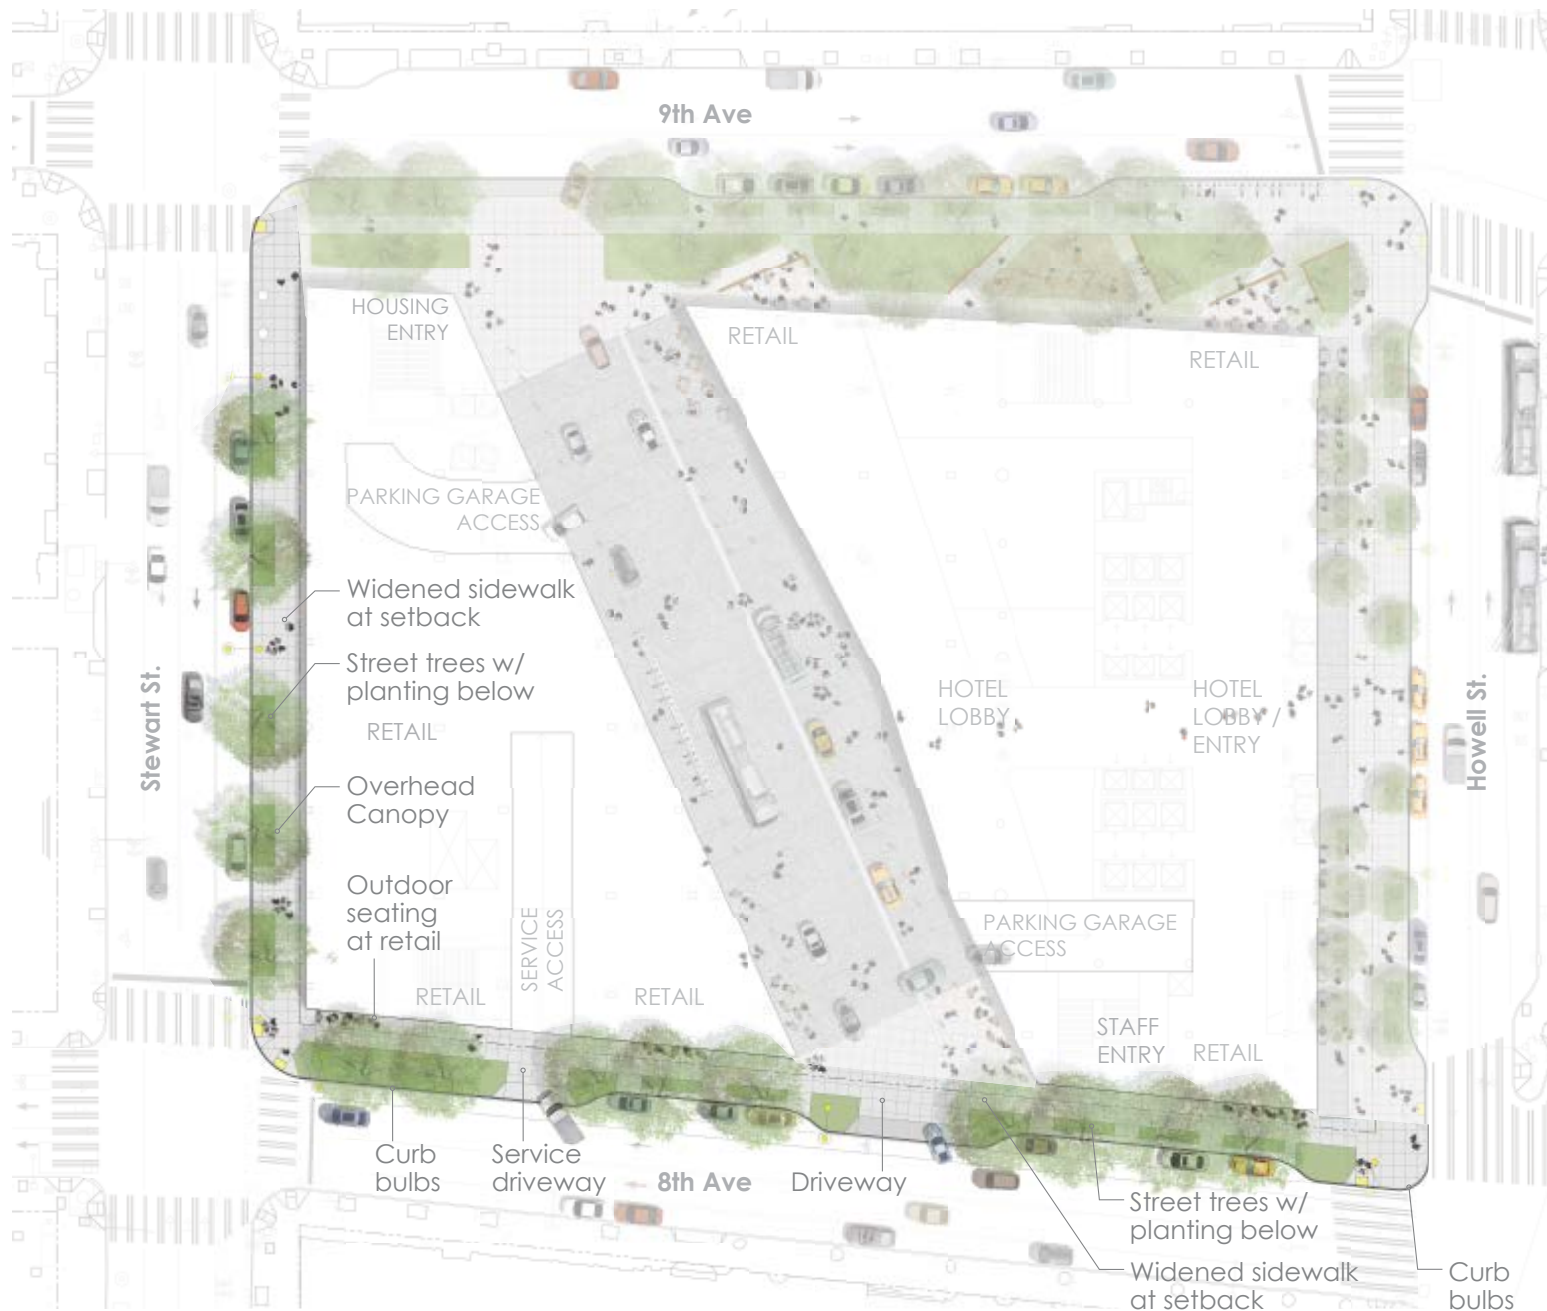 9th Ave
HOUSING
ENTRY
RETAIL
RETAIL
PARKING GARAGE
ACCESS
Widened sidewalk
at setback
Street trees w/
planting below
Stewart St.
RETAIL
HOTEL
LOBBY
HOTEL
LOBBY /
ENTRY
Howell St.
Overhead
Canopy
Outdoor
seating
at retail
SERVICE
ACCESS
PARKING GARAGE
ACCESS
RETAIL
RETAIL
STAFF
ENTRY
RETAIL
Curb
bulbs
Service
driveway
8th Ave
Driveway
Street trees w/
planting below
Widened sidewalk
at setback
Curb
bulbs